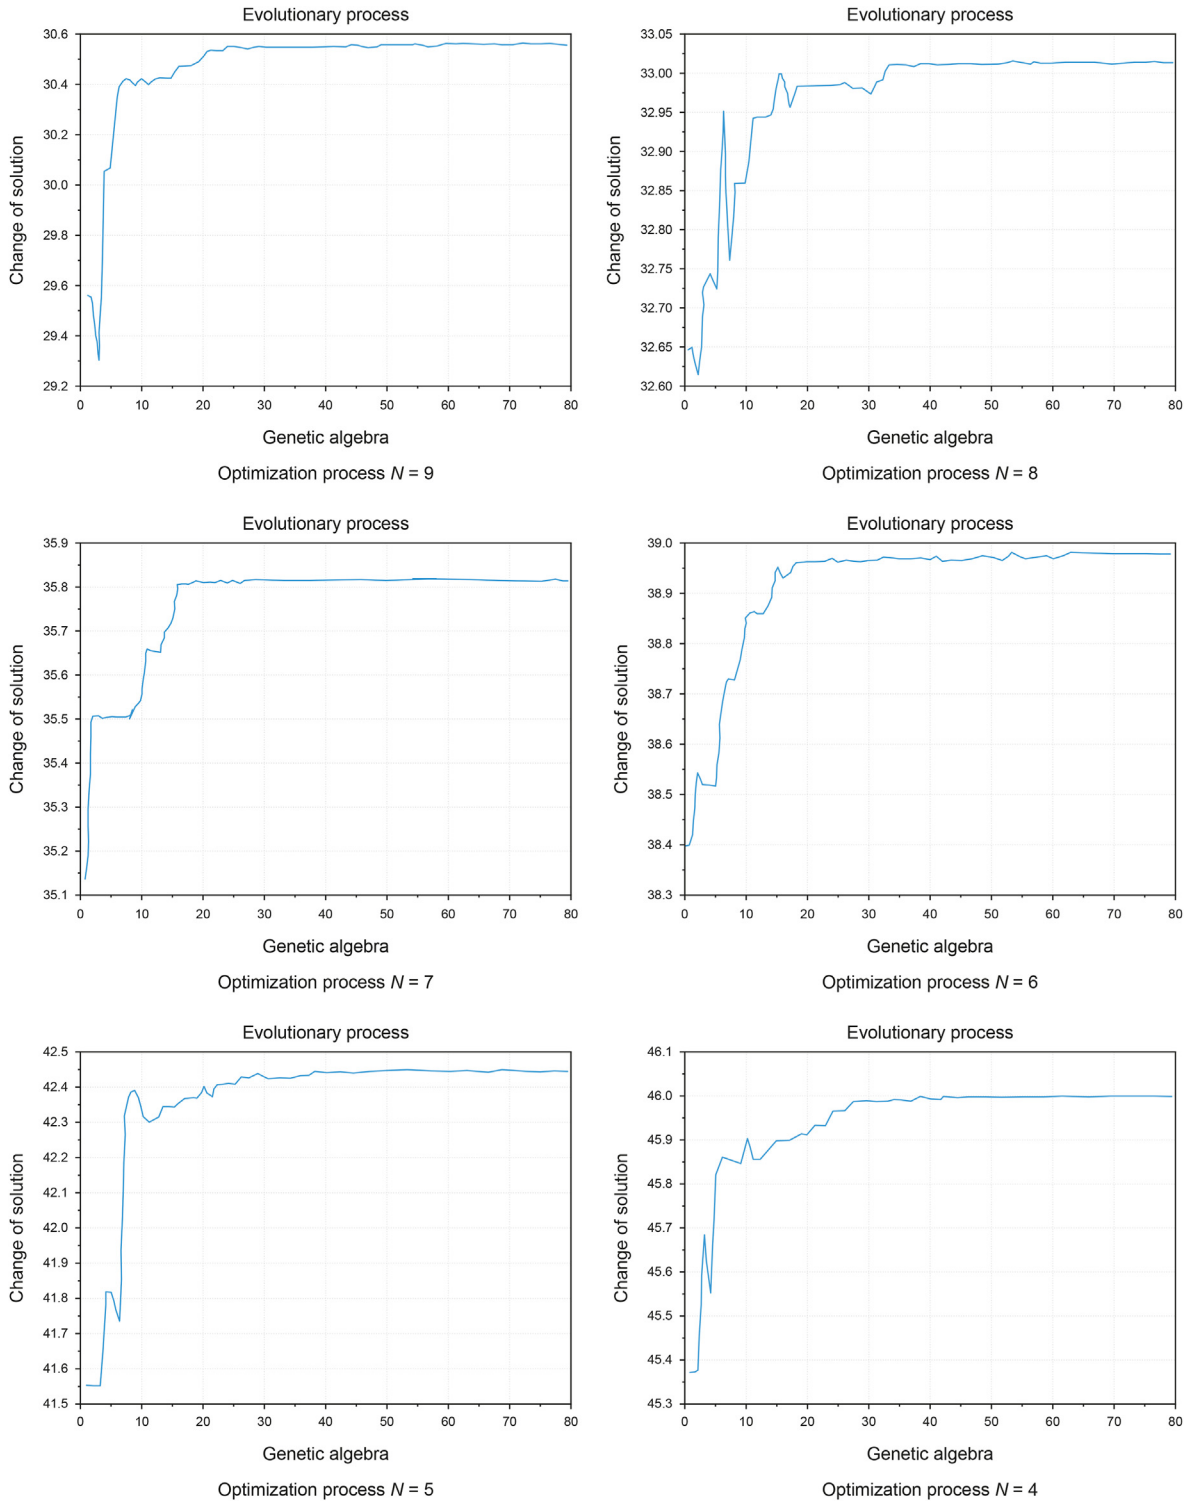 Evolutionary process
30.6
30.4
30.2
30.0
29.8
29.6
29.4
29.2
Change of solution
0 10 20 30 40 50 60 70 80
Genetic algebra
Optimization process N = 9
Evolutionary process
33.05
33.00
32.95
32.90
32.85
32.80
32.75
32.70
32.65
32.60
Change of solution
0 10 20 30 40 50 60 70 80
Genetic algebra
Optimization process N = 8
Evolutionary process
35.9
35.8
35.7
35.6
35.5
35.4
35.3
35.2
35.1
Change of solution
0 10 20 30 40 50 60 70 80
Genetic algebra
Optimization process N = 7
Evolutionary process
39.0
38.9
38.8
38.7
38.6
38.5
38.4
38.3
Change of solution
0 10 20 30 40 50 60 70 80
Genetic algebra
Optimization process N = 6
Evolutionary process
42.5
42.4
42.3
42.2
42.1
42.0
41.9
41.8
41.7
41.6
41.5
Change of solution
0 10 20 30 40 50 60 70 80
Genetic algebra
Optimization process N = 5
Evolutionary process
46.1
46.0
45.9
45.8
45.7
45.6
45.5
45.4
45.3
Change of solution
0 10 20 30 40 50 60 70 80
Genetic algebra
Optimization process N = 4